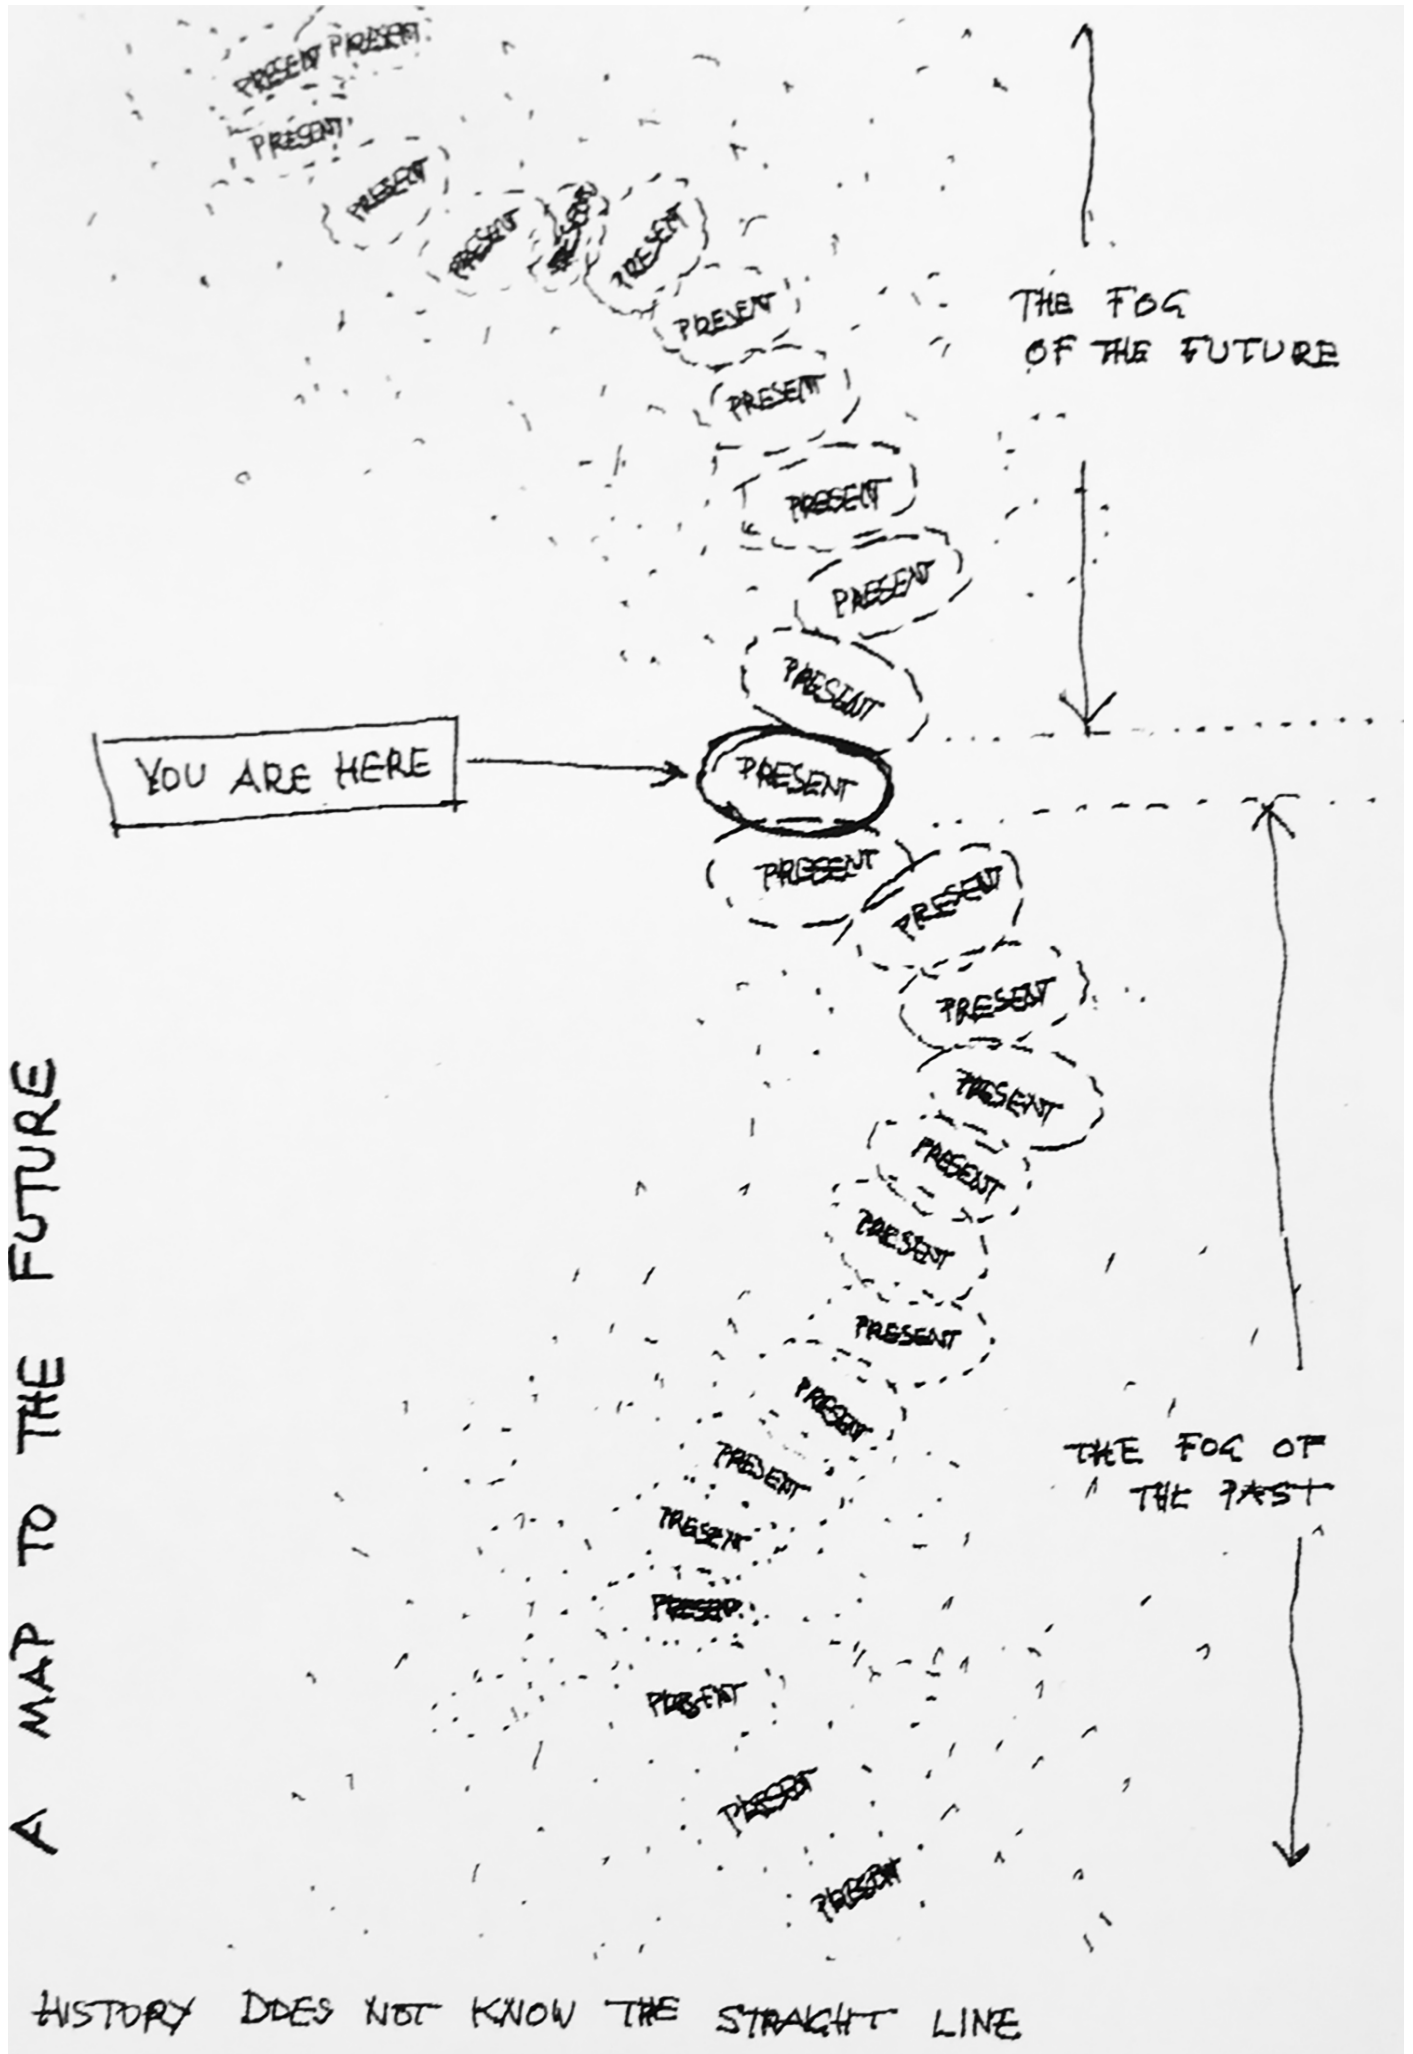 PRESENT PRESENT
PRESENT
PRESENT
PRESENT
PRESENT
PRESENT
THE FOG
OF THE FUTURE
PRESENT
PRESENT
PRESENT
PRESENT
YOU ARE HERE
PRESENT
PRESENT
PRESENT
PRESENT
PRESENT
PRESENT
PRESENT
PRESENT
PRESENT
THE FOG OF
THE PAST
PRESENT
PRESENT
PRESENT
PRESENT
A MAP TO THE FUTURE
HISTORY DOES NOT KNOW THE STRAIGHT LINE